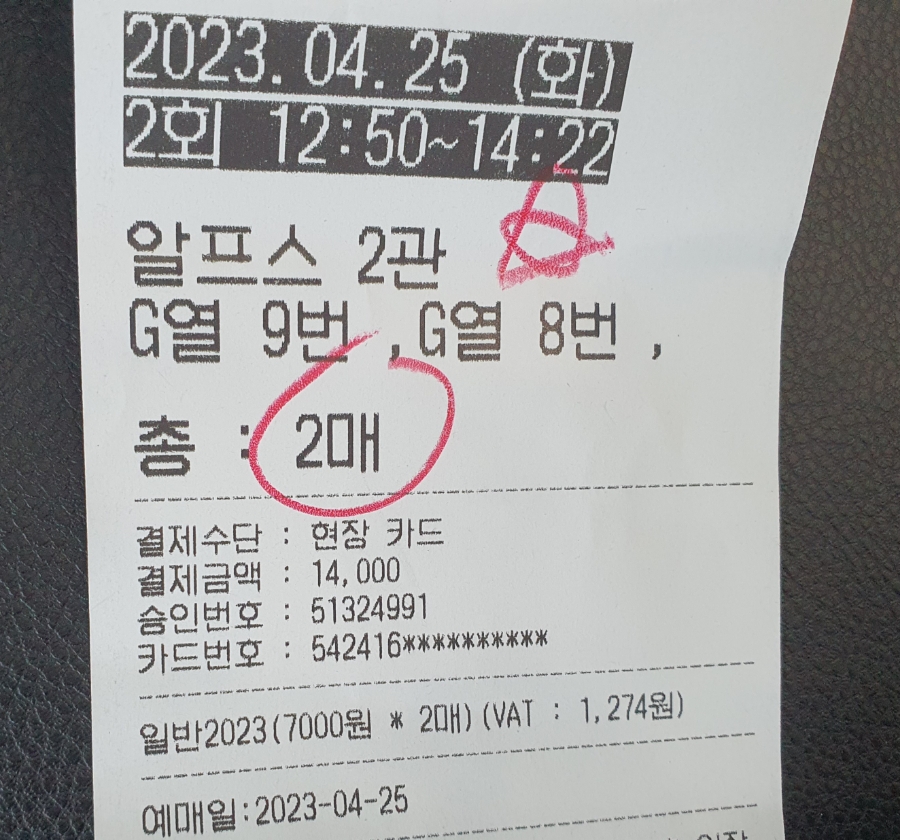 2023.04.25 (화)
2회 12:50~14:22
알프스 2관
G열 9번 ,G열 8번 ,
총 : 2매
결제수단 : 현장 카드
결제금액 : 14,000
승인번호 : 51324991
카드번호 : 542416**********
일반2023(7000원 * 2매)(VAT : 1,274원)
예매일:2023-04-25